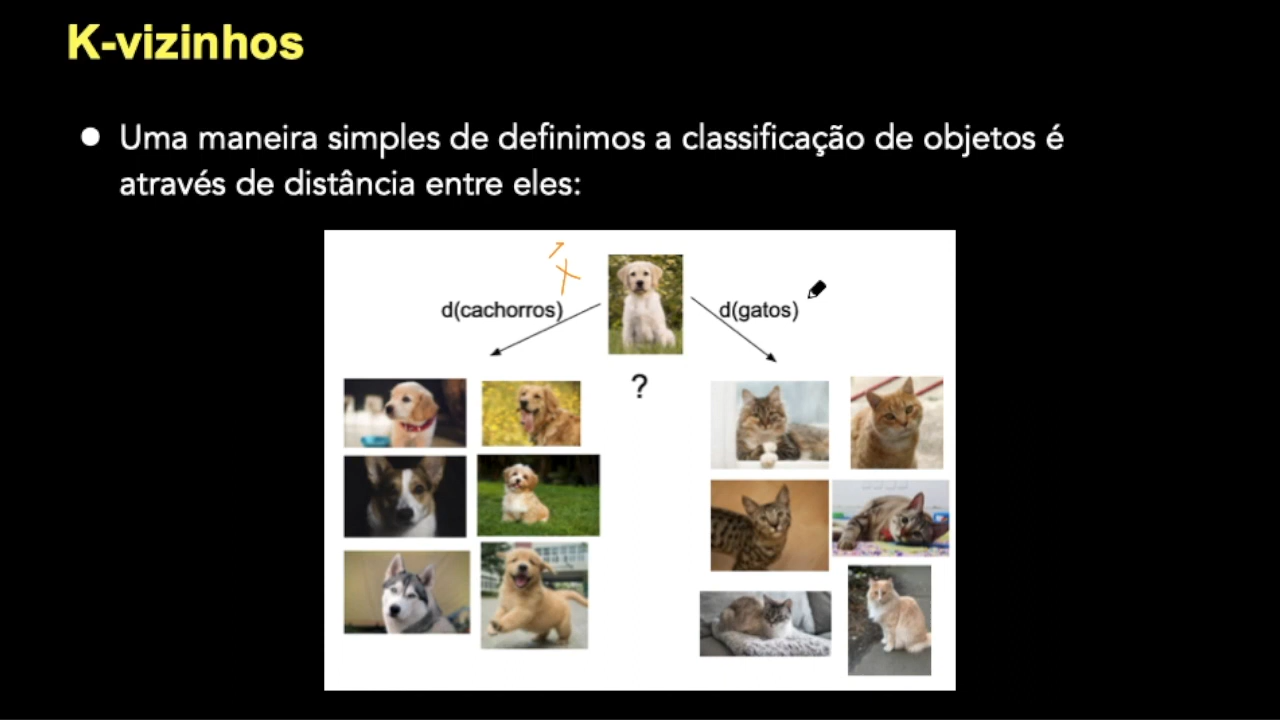 K-vizinhos
● Uma maneira simples de definimos a classificação de objetos é
através de distância entre eles:
d(cachorros)
d(gatos)
?